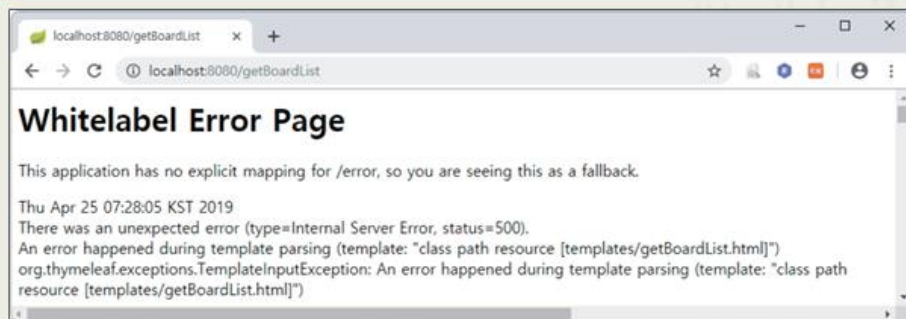 localhost:8080/getBoardList
localhost:8080/getBoardList
Whitelabel Error Page
This application has no explicit mapping for /error, so you are seeing this as a fallback.
Thu Apr 25 07:28:05 KST 2019
There was an unexpected error (type=Internal Server Error, status=500).
An error happened during template parsing (template: "class path resource [templates/getBoardList.html]")
org.thymeleaf.exceptions.TemplateInputException: An error happened during template parsing (template: "class path
resource [templates/getBoardList.html]")